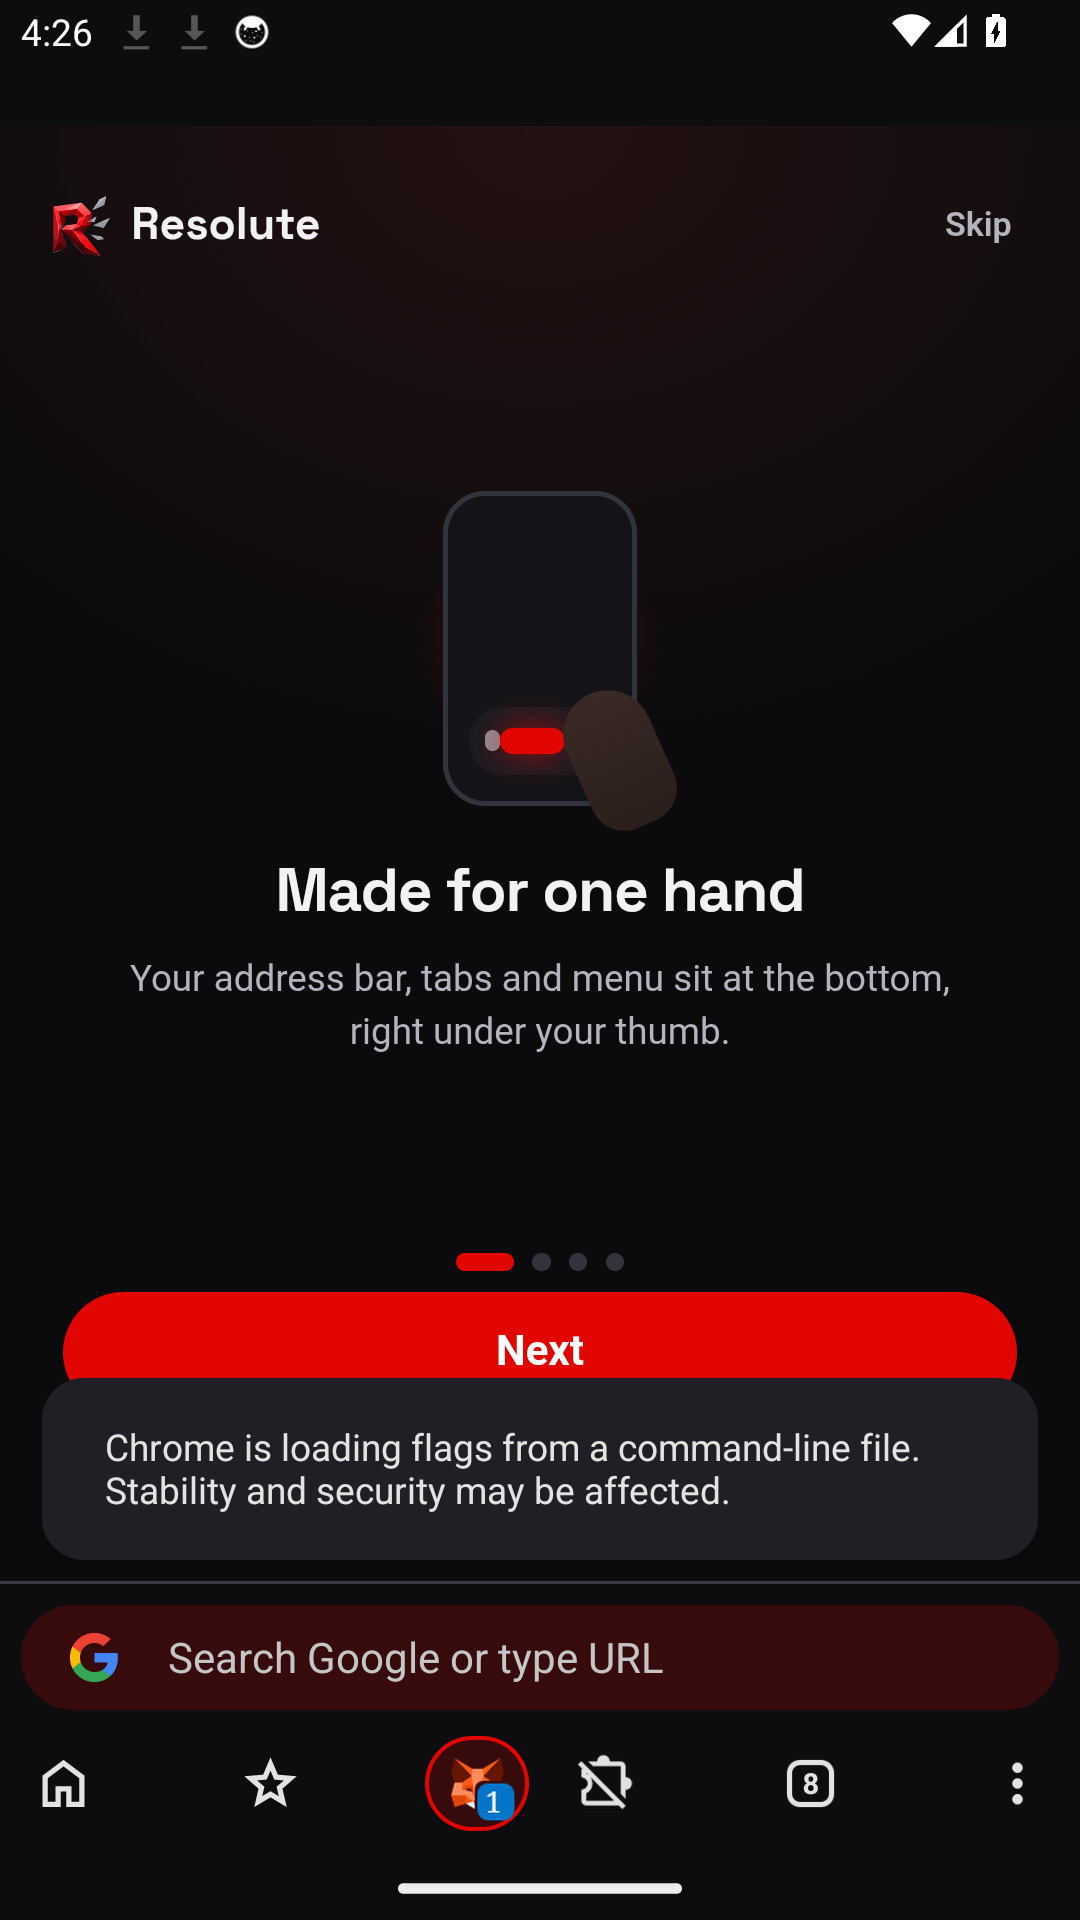 4:26
Resolute
Skip
Made for one hand
Your address bar, tabs and menu sit at the bottom,
right under your thumb.
Next
Chrome is loading flags from a command-line file.
Stability and security may be affected.
Search Google or type URL
1
8